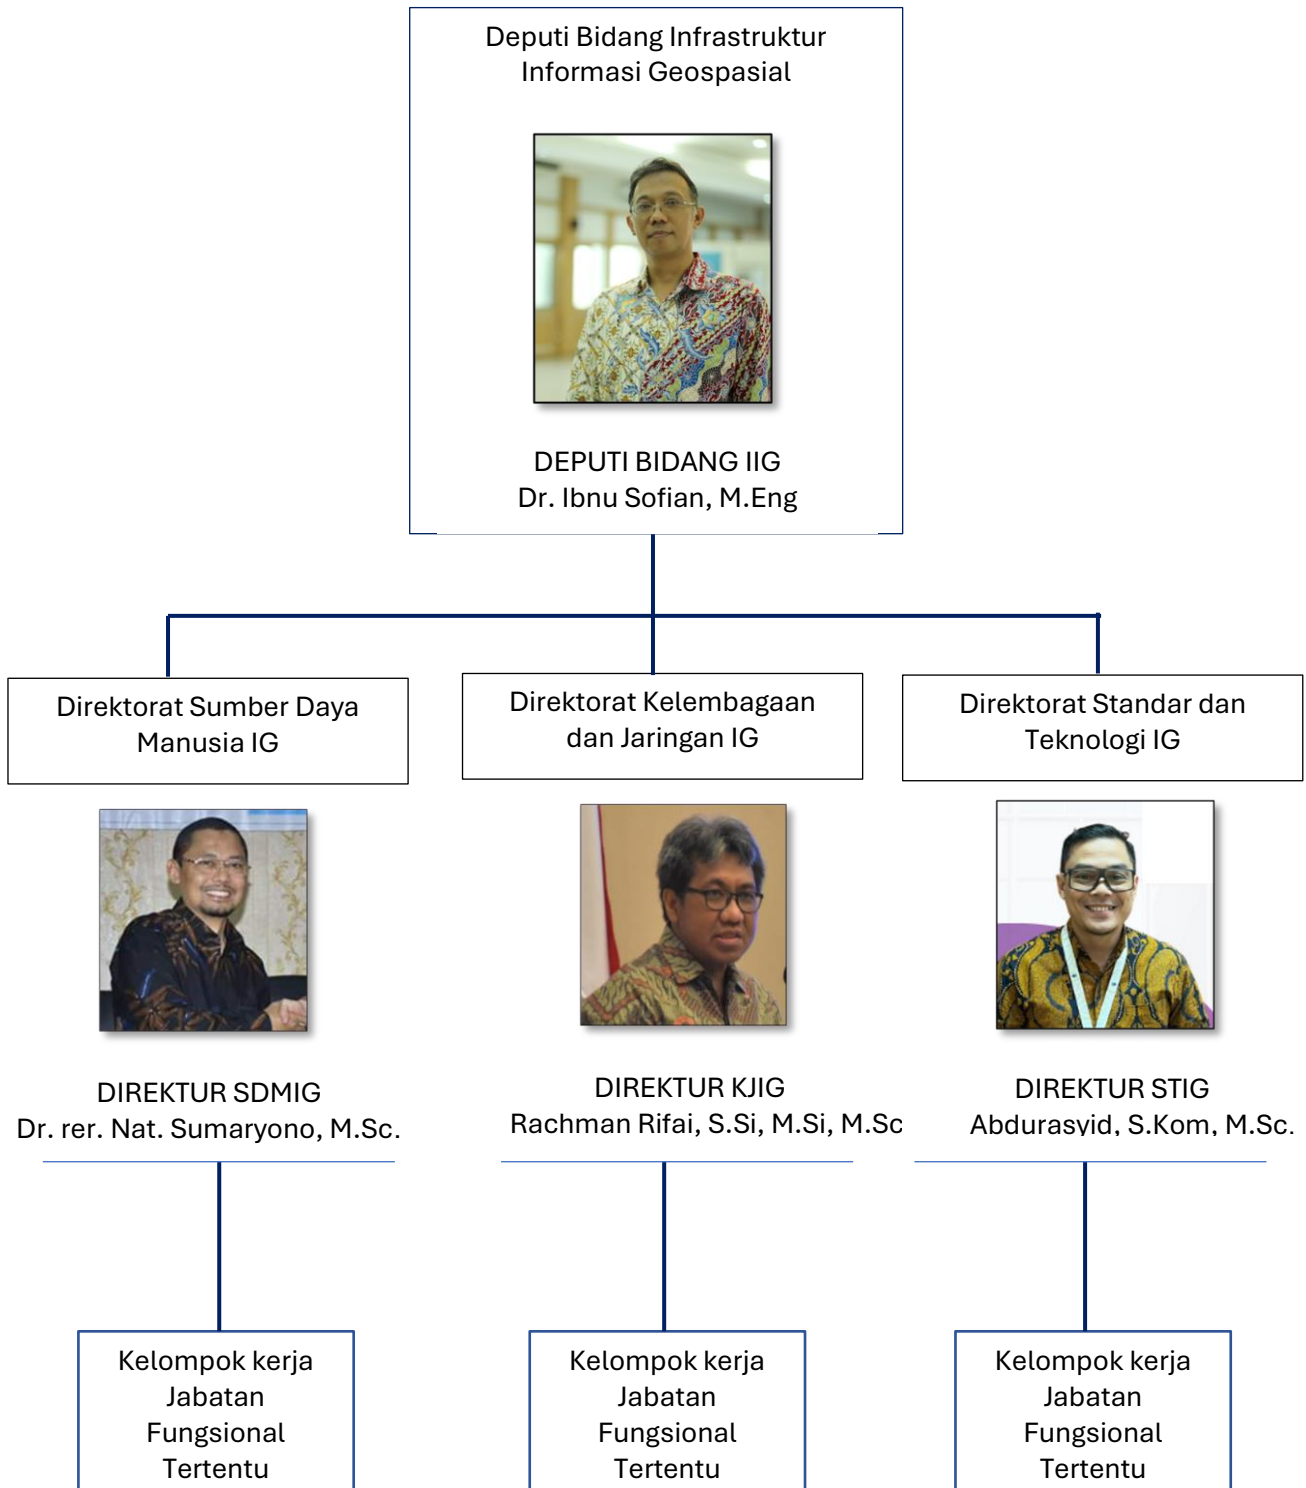 Deputi Bidang Infrastruktur
Informasi Geospasial
DEPUTI BIDANG IIG
Dr. Ibnu Sofian, M.Eng
Direktorat Sumber Daya
Manusia IG
Direktorat Kelembagaan
dan Jaringan IG
Direktorat Standar dan
Teknologi IG
DIREKTUR SDMIG
Dr. rer. Nat. Sumaryono, M.Sc.
DIREKTUR KJIG
Rachman Rifai, S.Si, M.Si, M.Sc
DIREKTUR STIG
Abdurasyid, S.Kom, M.Sc.
Kelompok kerja
Jabatan
Fungsional
Tertentu
Kelompok kerja
Jabatan
Fungsional
Tertentu
Kelompok kerja
Jabatan
Fungsional
Tertentu